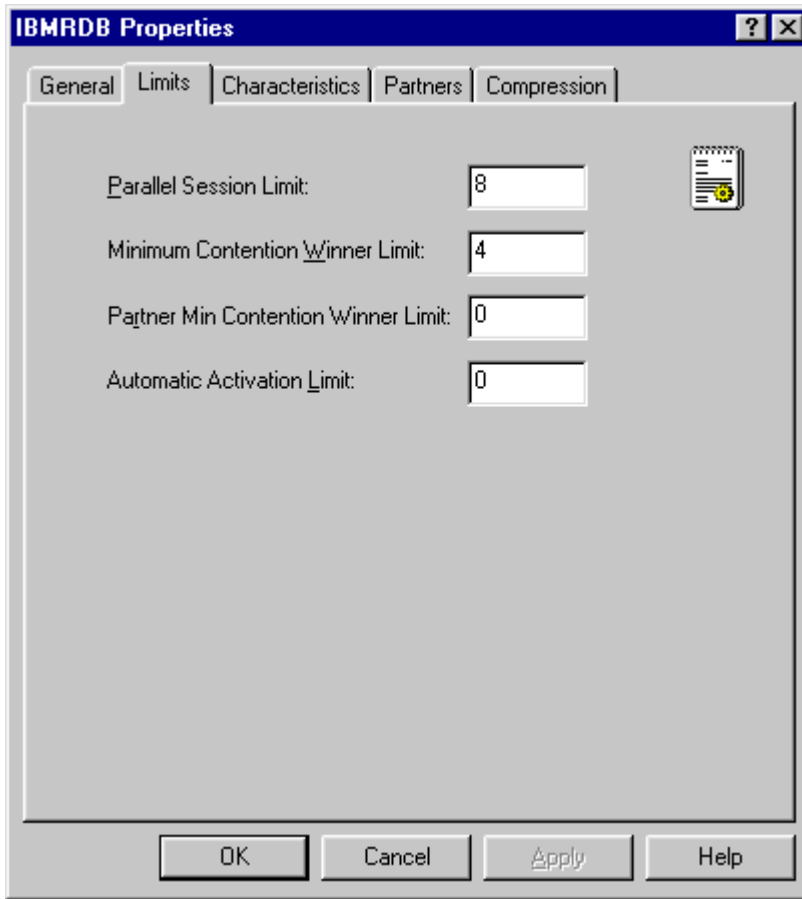 IBMRDB Properties
General Limits Characteristics Partners Compression
Parallel Session Limit: 8
Minimum Contention Winner Limit: 4
Partner Min Contention Winner Limit: 0
Automatic Activation Limit: 0
OK Cancel Apply Help